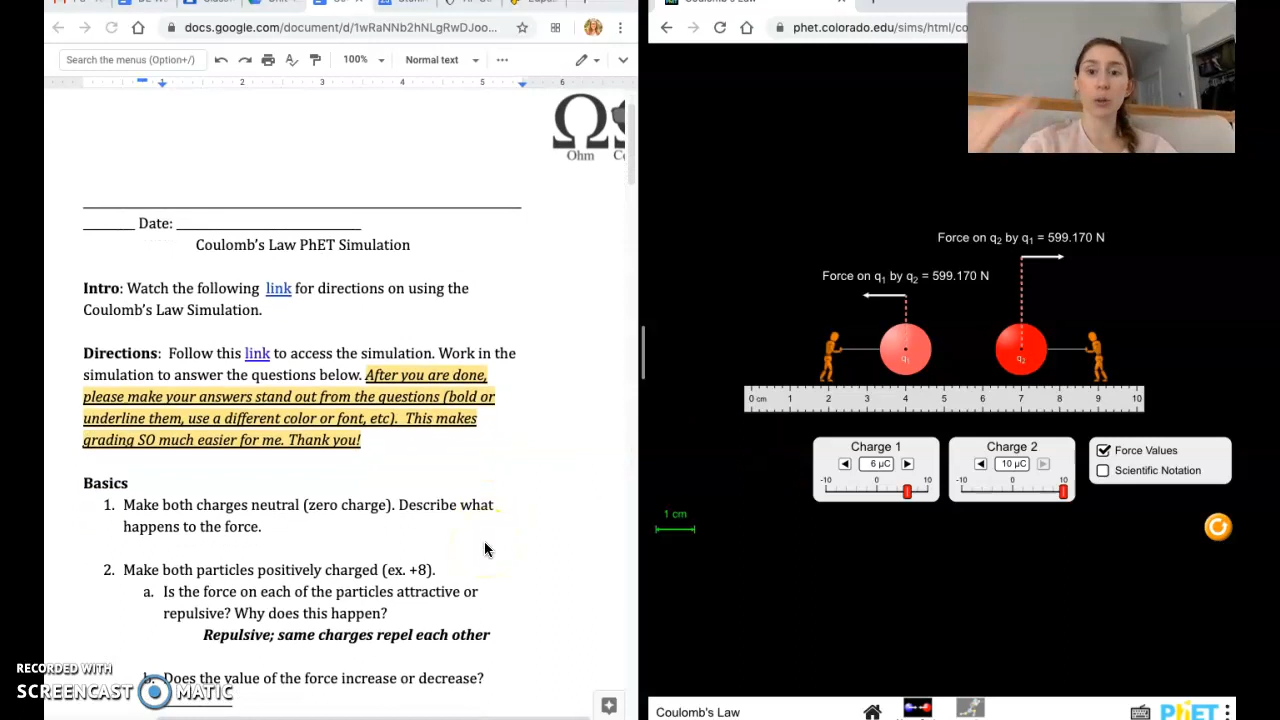 docs.google.com/document/d/1wRaNNb2hNLgRwDJoo...
Search the menus (Option+/)
100%
Normal text
1 2 3 4 5 6
Ohm
Date:
Coulomb's Law PhET Simulation
Intro: Watch the following link for directions on using the
Coulomb's Law Simulation.
Directions: Follow this link to access the simulation. Work in the
simulation to answer the questions below. After you are done,
please make your answers stand out from the questions (bold or
underline them, use a different color or font, etc). This makes
grading SO much easier for me. Thank you!
Basics
1. Make both charges neutral (zero charge). Describe what
happens to the force.
2. Make both particles positively charged (ex. +8).
a. Is the force on each of the particles attractive or
repulsive? Why does this happen?
Repulsive; same charges repel each other
b. Does the value of the force increase or decrease?
RECORDED WITH
SCREENCAST MATIC
phet.colorado.edu/sims/html/co
Force on q2 by q1 = 599.170 N
Force on q1 by q2 = 599.170 N
q1
q2
0 cm 1 2 3 4 5 6 7 8 9 10
Charge 1
6 μC
-10 0 10
Charge 2
10 μC
-10 0 10
Force Values
Scientific Notation
1 cm
Coulomb's Law
PhET